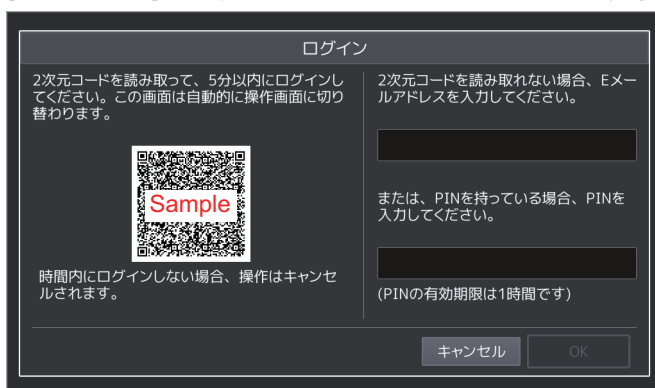 ログイン
2次元コードを読み取って、5分以内にログインし
てください。この画面は自動的に操作画面に切り
替わります。
Sample
時間内にログインしない場合、操作はキャンセ
ルされます。
2次元コードを読み取れない場合、Eメー
ルアドレスを入力してください。
または、PINを持っている場合、PINを
入力してください。
(PINの有効期限は1時間です)
キャンセル
OK